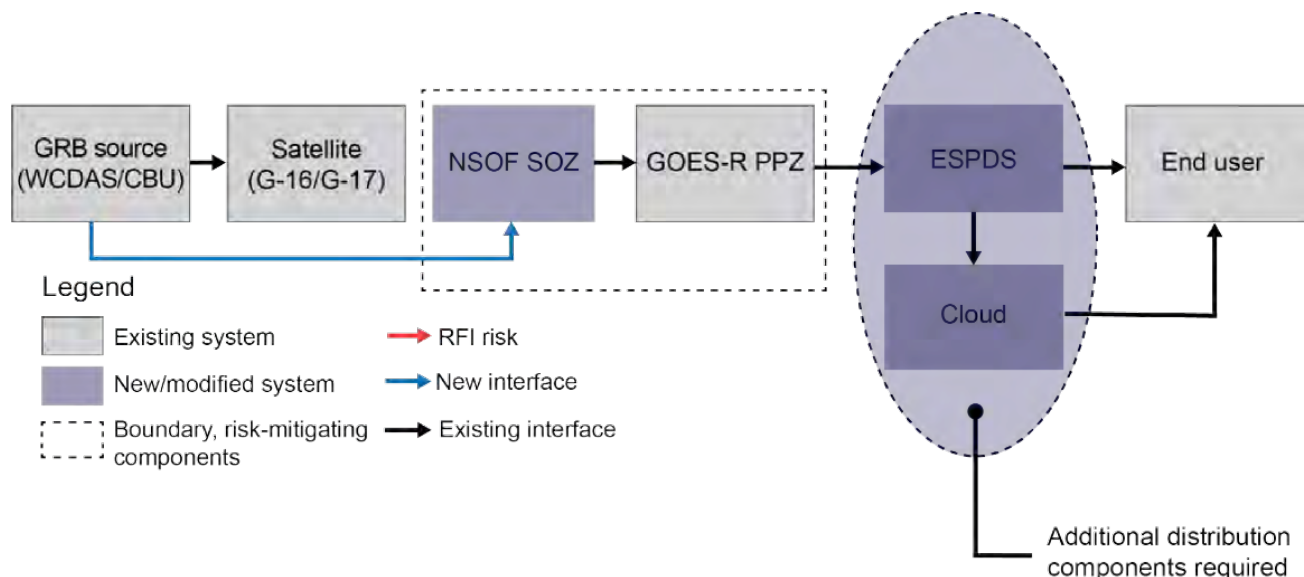 GRB source
(WCDAS/CBU)
Satellite
(G-16/G-17)
NSOF SOZ
GOES-R PPZ
ESPDS
End user
Cloud
Legend
Existing system
RFI risk
New/modified system
New interface
Boundary, risk-mitigating
components
Existing interface
Additional distribution
components required